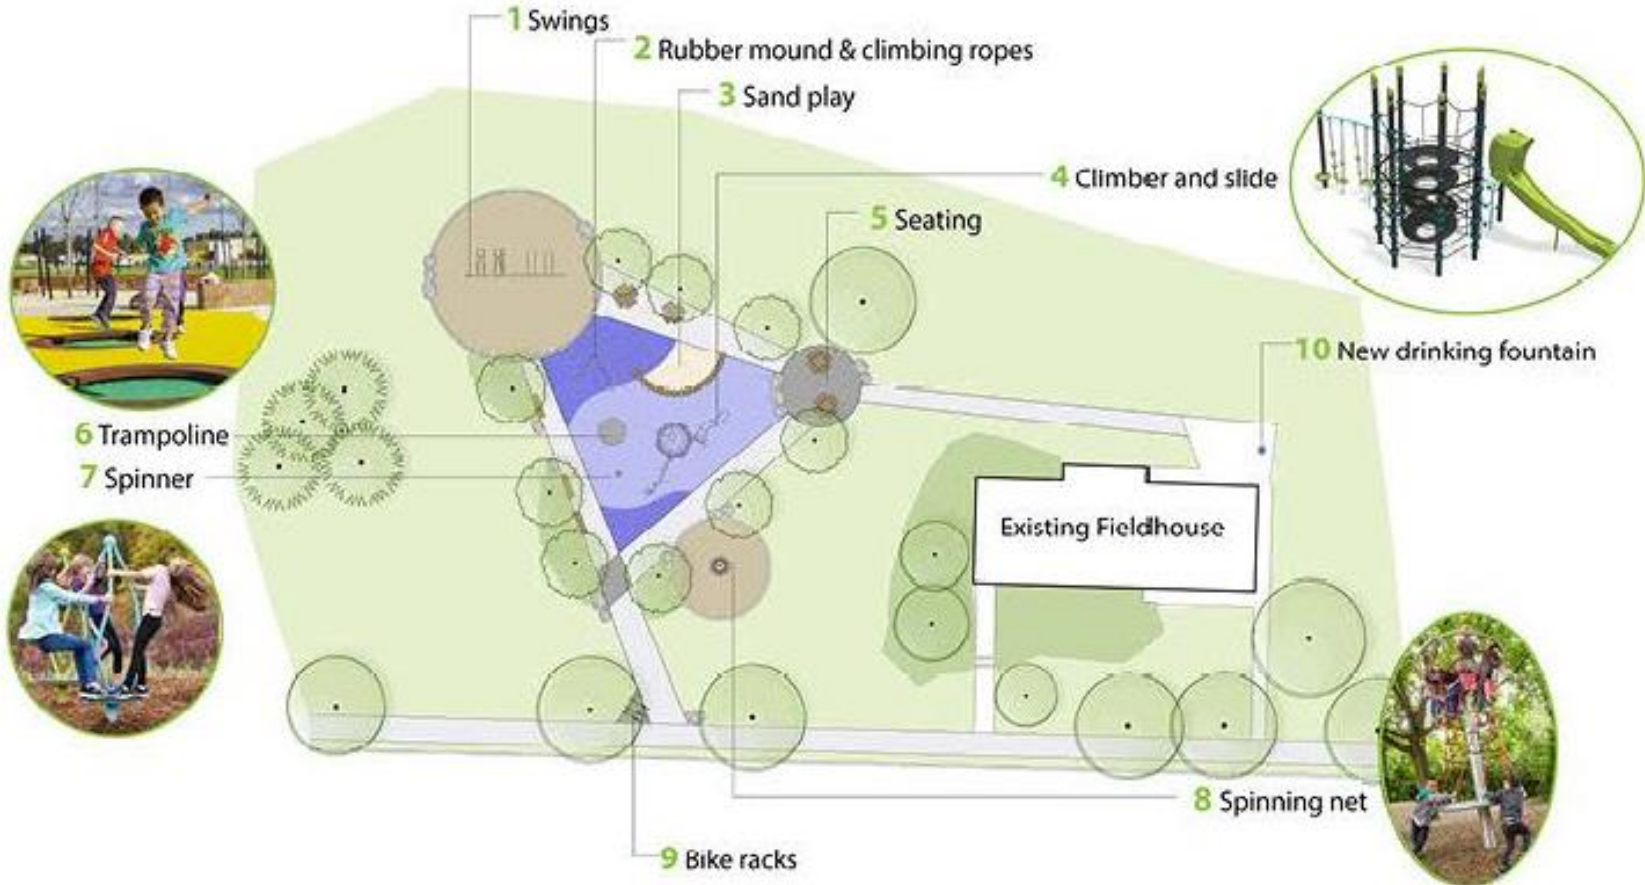 1 Swings
2 Rubber mound & climbing ropes
3 Sand play
4 Climber and slide
5 Seating
10 New drinking fountain
6 Trampoline
7 Spinner
Existing Fieldhouse
8 Spinning net
9 Bike racks